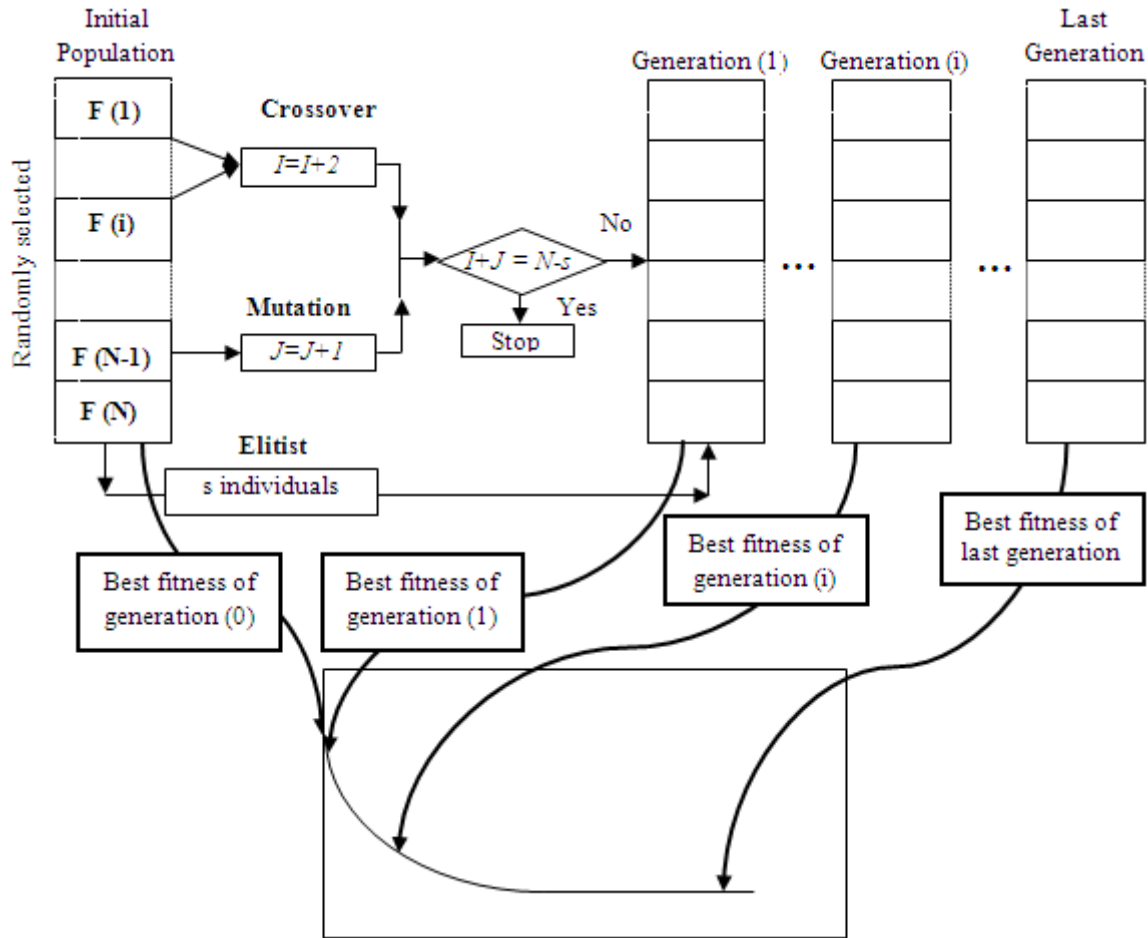 Initial
Population
Last
Generation
Generation (1)
Generation (i)
Randomly selected
F (1)
F (i)
F (N-1)
F (N)
Crossover
I=I+2
Mutation
J=J+1
I+J = N-s
No
Yes
Stop
...
...
Elitist
s individuals
Best fitness of
generation (0)
Best fitness of
generation (1)
Best fitness of
generation (i)
Best fitness of
last generation